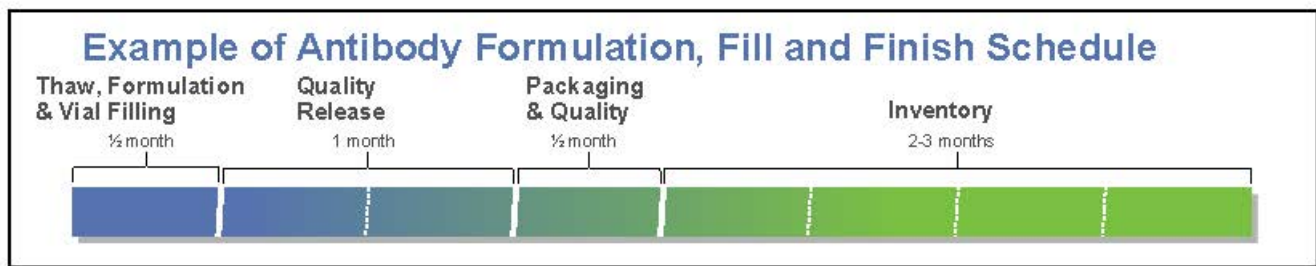 Example of Antibody Formulation, Fill and Finish Schedule
Thaw, Formulation
& Vial Filling
½ month
Quality
Release
1 month
Packaging
& Quality
½ month
Inventory
2-3 months